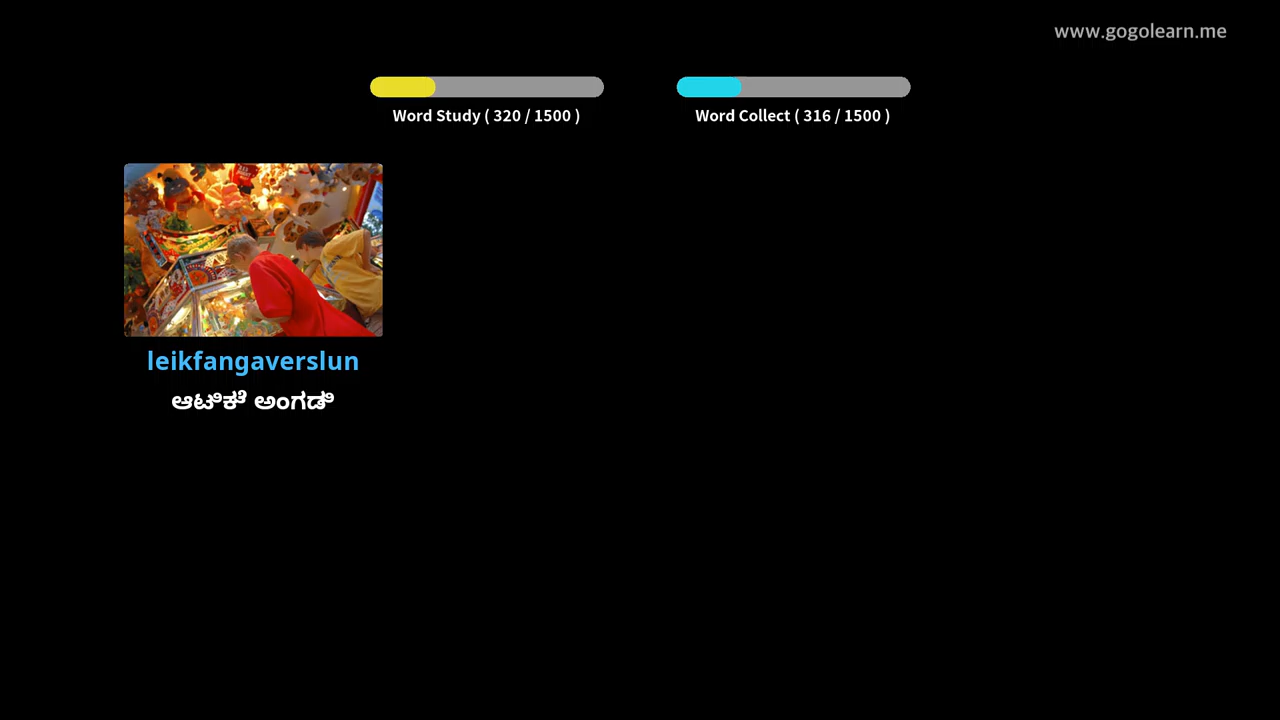 www.gogolearn.me
Word Study ( 320 / 1500 )
Word Collect ( 316 / 1500 )
leikfangaverslun
ಆಟಿಕೆ ಅಂಗಡಿ